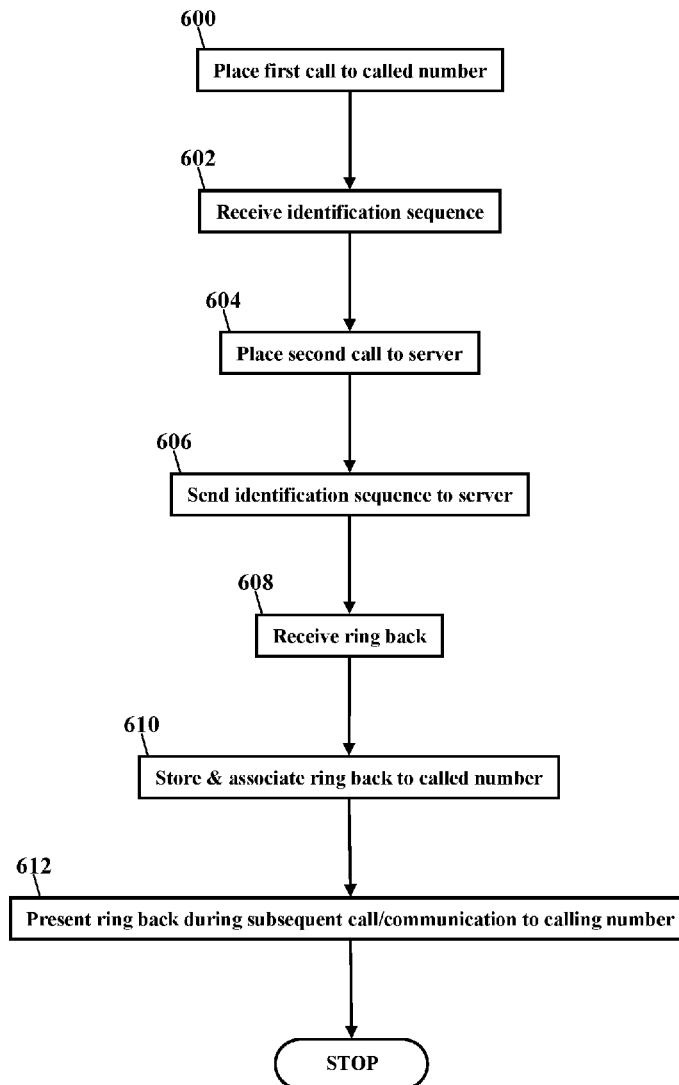 600
Place first call to called number
602
Receive identification sequence
604
Place second call to server
606
Send identification sequence to server
608
Receive ring back
610
Store & associate ring back to called number
612
Present ring back during subsequent call/communication to calling number
STOP